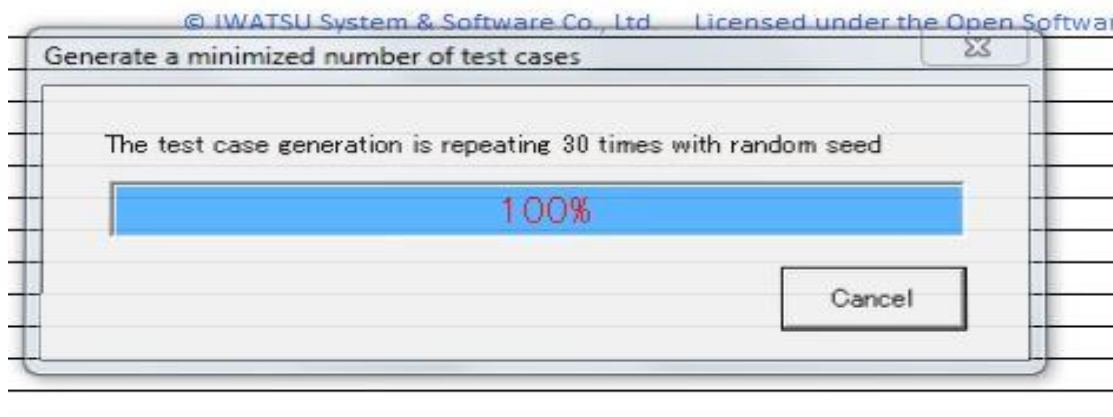 © IWATSU System & Software Co., Ltd. Licensed under the Open Softwar
Generate a minimized number of test cases
The test case generation is repeating 30 times with random seed
100%
Cancel